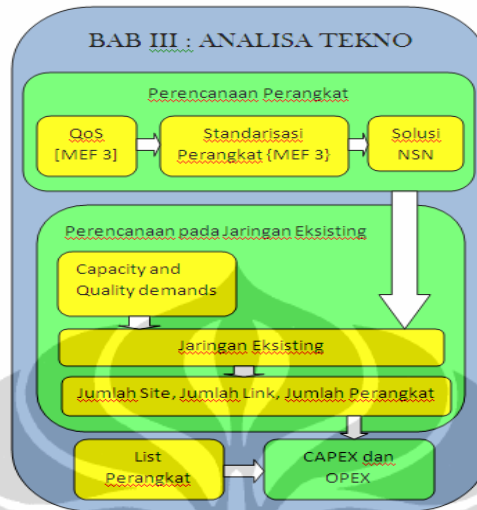 BAB III : ANALISA TEKNO
Perencanaan Perangkat
QoS
[MEF 3]
Standarisasi
Perangkat {MEF 3}
Solusi
NSN
Perencanaan pada Jaringan Eksisting
Capacity and
Quality demands
Jaringan Eksisting
Jumlah Site, Jumlah Link, Jumlah Perangkat
List
Perangkat
CAPEX dan
OPEX